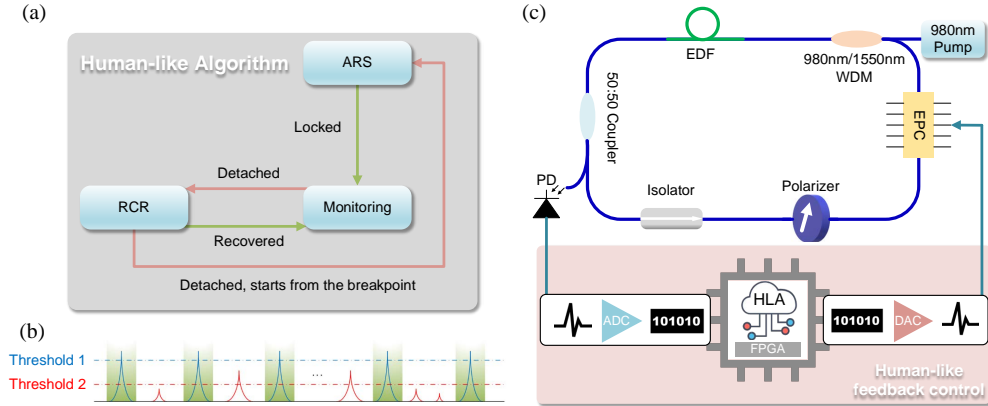 (a)
Human-like Algorithm
ARS
Locked
Detached
RCR
Monitoring
Recovered
Detached, starts from the breakpoint
(b)
Threshold 1
Threshold 2
...
(c)
EDF
980nm/1550nm
WDM
980nm
Pump
50:50 Coupler
EPC
PD
Isolator
Polarizer
ADC
101010
HLA
FPGA
101010
DAC
Human-like
feedback control